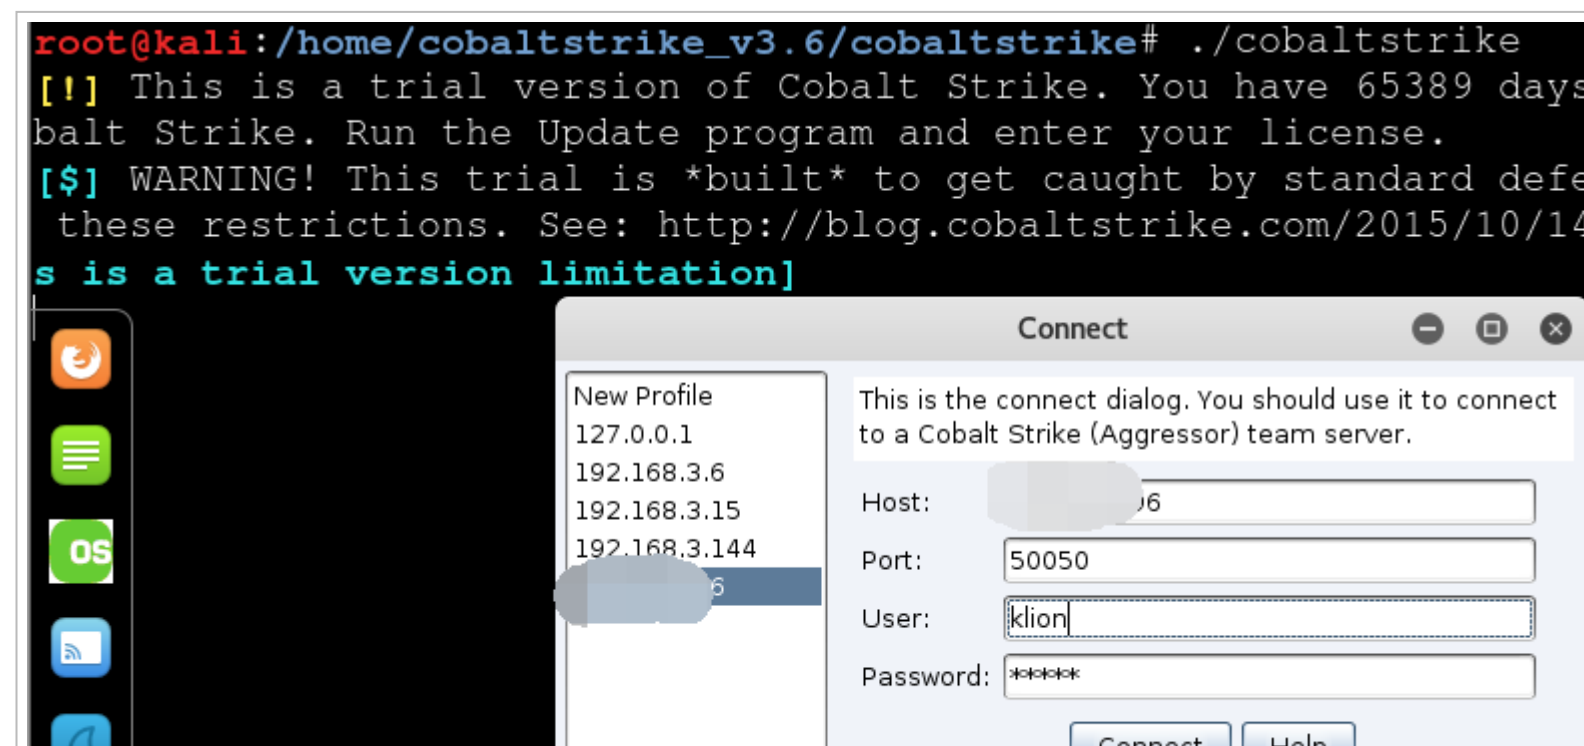 root@kali:/home/cobaltstrike_v3.6/cobaltstrike# ./cobaltstrike
[!] This is a trial version of Cobalt Strike. You have 65389 days
balt Strike. Run the Update program and enter your license.
[$] WARNING! This trial is *built* to get caught by standard defe
these restrictions. See: http://blog.cobaltstrike.com/2015/10/14
s is a trial version limitation]
Connect
New Profile
127.0.0.1
192.168.3.6
192.168.3.15
192.168.3.144
6
This is the connect dialog. You should use it to connect
to a Cobalt Strike (Aggressor) team server.
Host: 6
Port: 50050
User: klion
Password: *****
Connect Help
OS